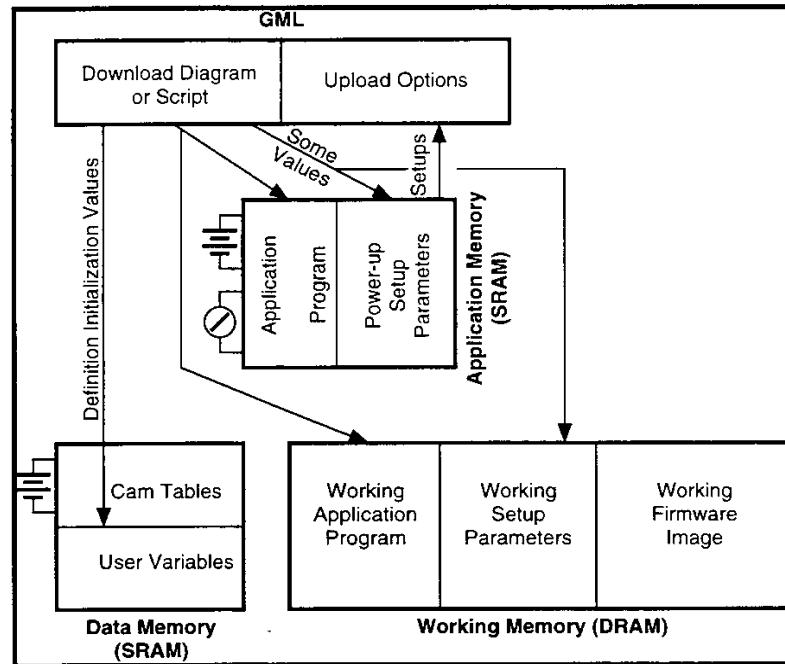 GML
Download Diagram
or Script
Upload Options
Some
Values
Setups
Definition Initialization Values
Application
Program
Power-up
Setup
Parameters
Application Memory
(SRAM)
Cam Tables
User Variables
Data Memory
(SRAM)
Working
Application
Program
Working
Setup
Parameters
Working
Firmware
Image
Working Memory (DRAM)